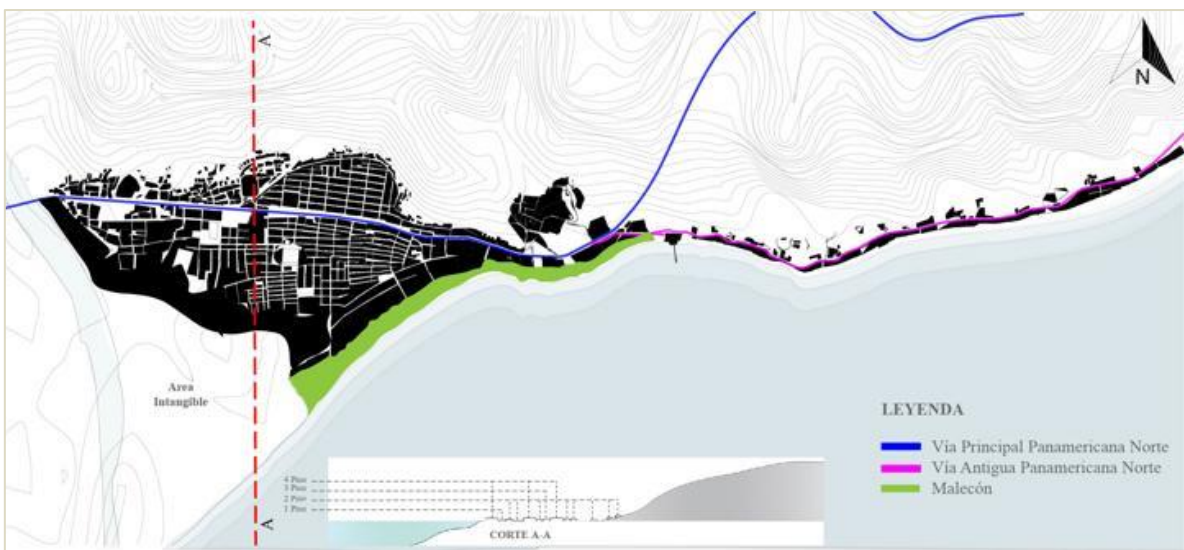 A
N
Area
Intangible
LEYENDA
Vía Principal Panamericana Norte
Vía Antigua Panamericana Norte
Malecón
4 Piso
3 Piso
2 Piso
1 Piso
A
CORTE A-A